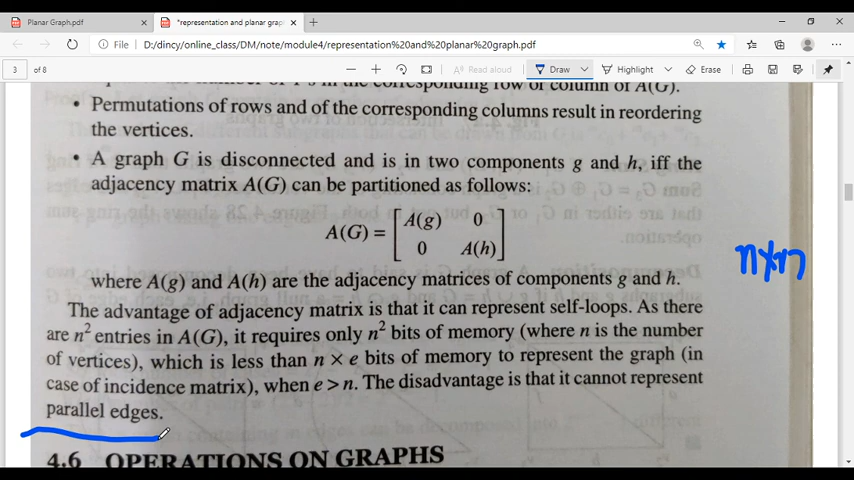 Planar Graph.pdf
*representation and planar graph
File
D:/dincy/online_class/DM/note/module4/representation%20and%20planar%20graph.pdf
3 of 8
Read aloud
Draw
Highlight
Erase
of A(G).
• Permutations of rows and of the corresponding columns result in reordering
the vertices.
• A graph G is disconnected and is in two components g and h, iff the
adjacency matrix A(G) can be partitioned as follows:
A(G) = [A(g) 0
0 A(h)]
where A(g) and A(h) are the adjacency matrices of components g and h.
The advantage of adjacency matrix is that it can represent self-loops. As there
are n² entries in A(G), it requires only n² bits of memory (where n is the number
of vertices), which is less than n × e bits of memory to represent the graph (in
case of incidence matrix), when e > n. The disadvantage is that it cannot represent
parallel edges.
4.6 OPERATIONS ON GRAPHS
n×n